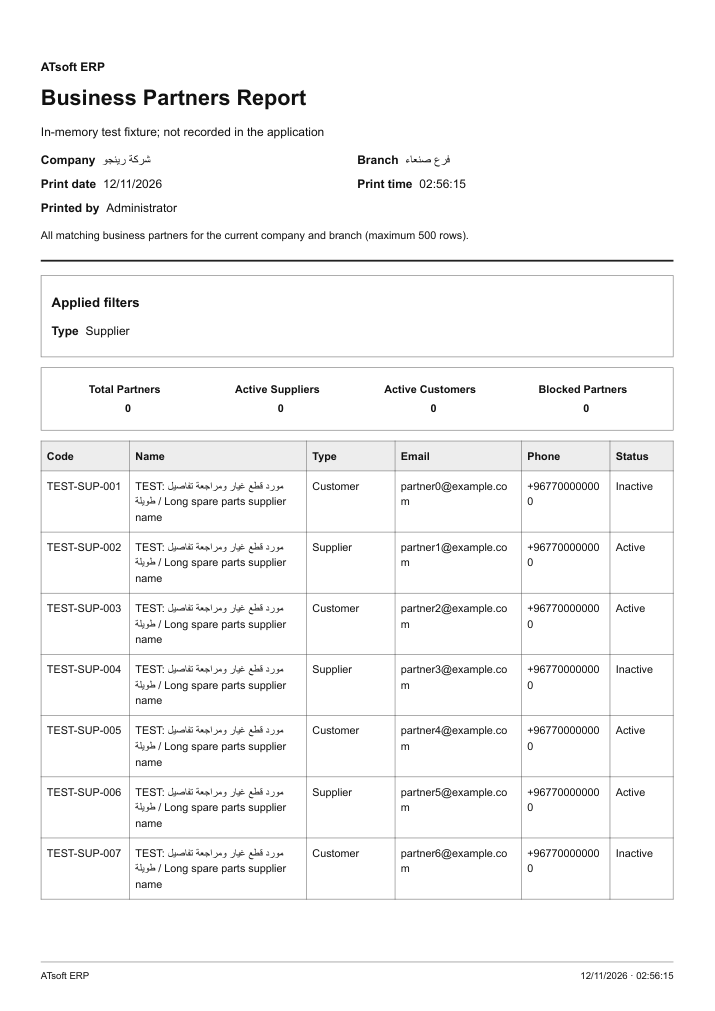 ATsoft ERP
Business Partners Report
In-memory test fixture; not recorded in the application
Company شركة رينجو Branch فرع صنعاء
Print date 12/11/2026 Print time 02:56:15
Printed by Administrator
All matching business partners for the current company and branch (maximum 500 rows).
Applied filters
Type Supplier
Total Partners Active Suppliers Active Customers Blocked Partners
0 0 0 0
Code Name Type Email Phone Status
TEST-SUP-001 TEST: مورد قطع غيار ومراجعة تفاصيل Customer partner0@example.co +96770000000 Inactive
طويلة / Long spare parts supplier m 0
name
TEST-SUP-002 TEST: مورد قطع غيار ومراجعة تفاصيل Supplier partner1@example.co +96770000000 Active
طويلة / Long spare parts supplier m 0
name
TEST-SUP-003 TEST: مورد قطع غيار ومراجعة تفاصيل Customer partner2@example.co +96770000000 Active
طويلة / Long spare parts supplier m 0
name
TEST-SUP-004 TEST: مورد قطع غيار ومراجعة تفاصيل Supplier partner3@example.co +96770000000 Inactive
طويلة / Long spare parts supplier m 0
name
TEST-SUP-005 TEST: مورد قطع غيار ومراجعة تفاصيل Customer partner4@example.co +96770000000 Active
طويلة / Long spare parts supplier m 0
name
TEST-SUP-006 TEST: مورد قطع غيار ومراجعة تفاصيل Supplier partner5@example.co +96770000000 Active
طويلة / Long spare parts supplier m 0
name
TEST-SUP-007 TEST: مورد قطع غيار ومراجعة تفاصيل Customer partner6@example.co +96770000000 Inactive
طويلة / Long spare parts supplier m 0
name
ATsoft ERP 12/11/2026 · 02:56:15